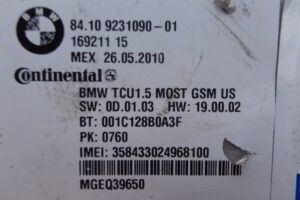 BMW
84.10 9231090-01
169211 15
MEX 26.05.2010
Continental
BMW TCU1.5 MOST GSM US
SW: 0D.01.03 HW: 19.00.02
BT: 001C128B0A3F
PK: 0760
IMEI: 358433024968100
MGEQ39650